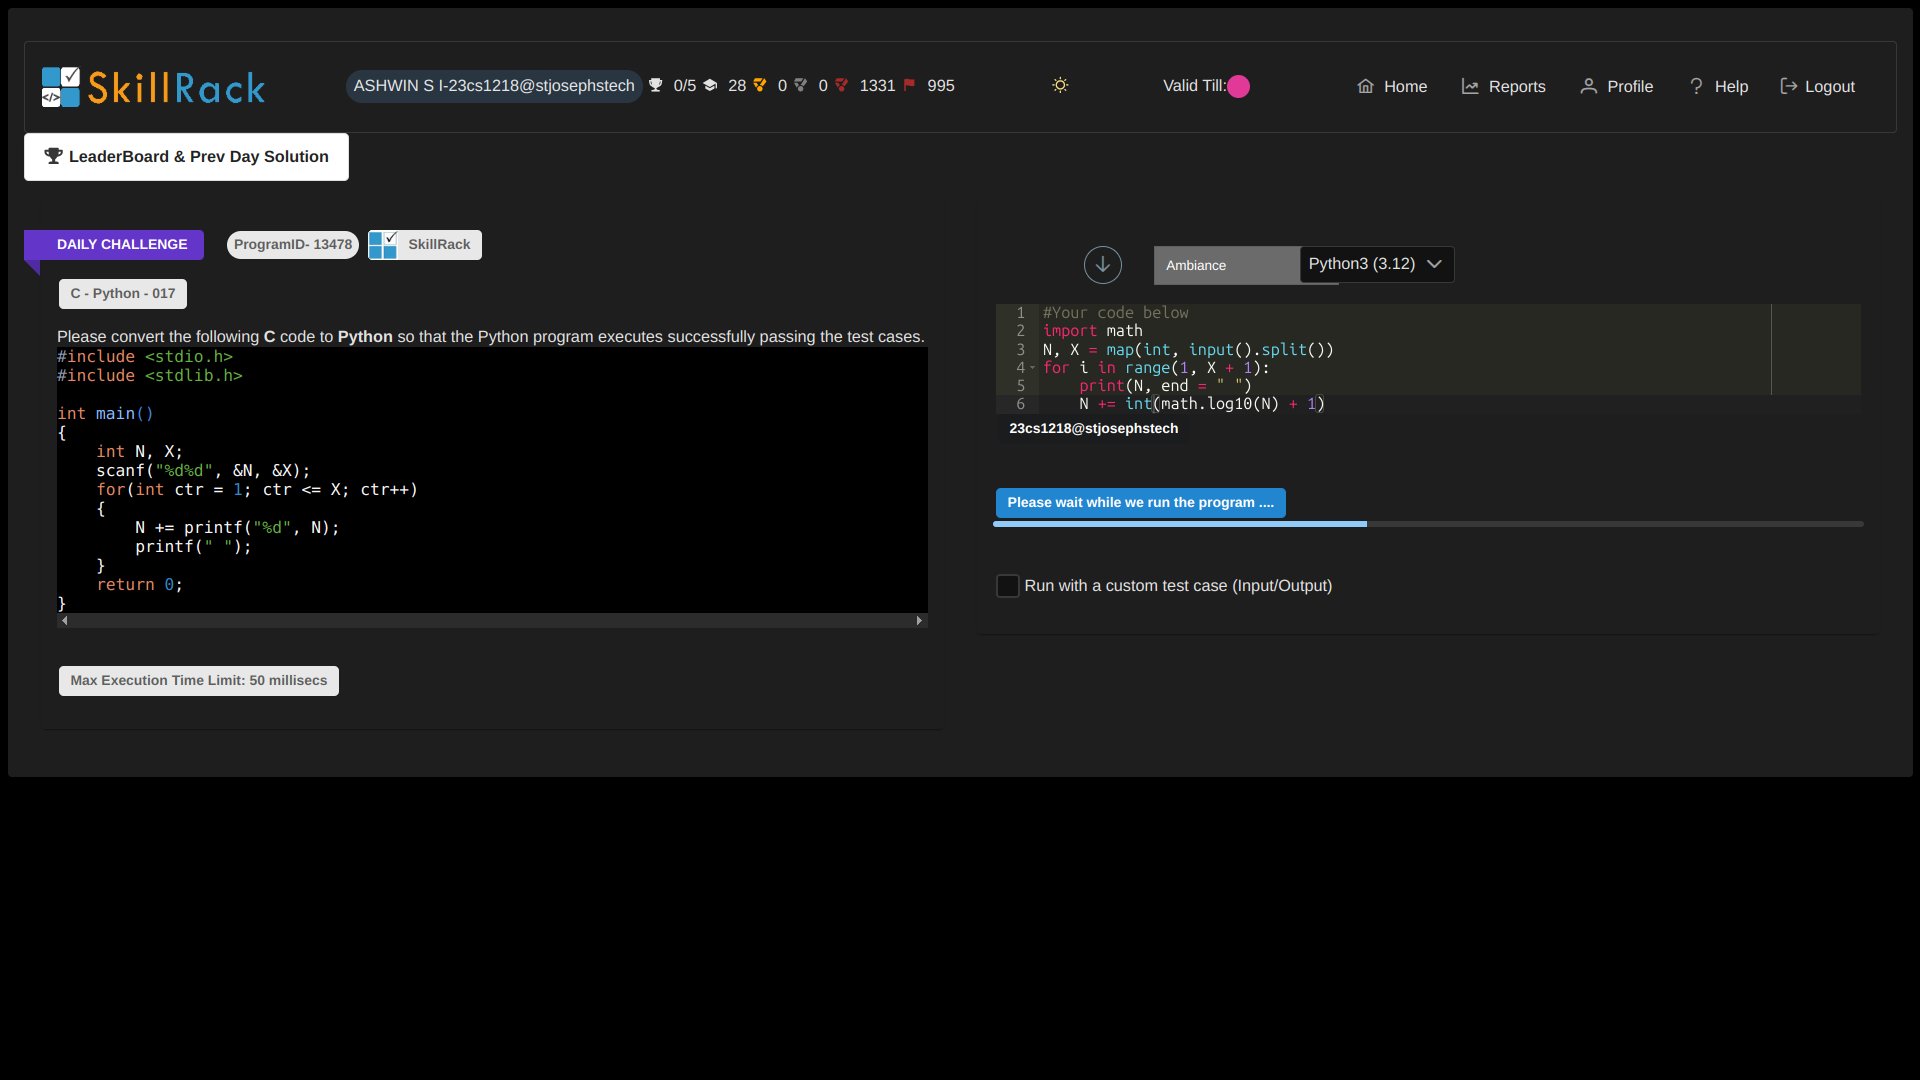 SkillRack
ASHWIN S I-23cs1218@stjosephstech 0/5 28 0 0 1331 995
Valid Till:
Home Reports Profile Help Logout
LeaderBoard & Prev Day Solution
DAILY CHALLENGE ProgramID- 13478 SkillRack
C - Python - 017
Please convert the following C code to Python so that the Python program executes successfully passing the test cases.
#include <stdio.h>
#include <stdlib.h>
int main()
{
int N, X;
scanf("%d%d", &N, &X);
for(int ctr = 1; ctr <= X; ctr++)
{
N += printf("%d", N);
printf(" ");
}
return 0;
}
Max Execution Time Limit: 50 millisecs
Ambiance Python3 (3.12)
1 #Your code below
2 import math
3 N, X = map(int, input().split())
4 for i in range(1, X + 1):
5 print(N, end = " ")
6 N += int(math.log10(N) + 1)
23cs1218@stjosephstech
Please wait while we run the program ....
Run with a custom test case (Input/Output)